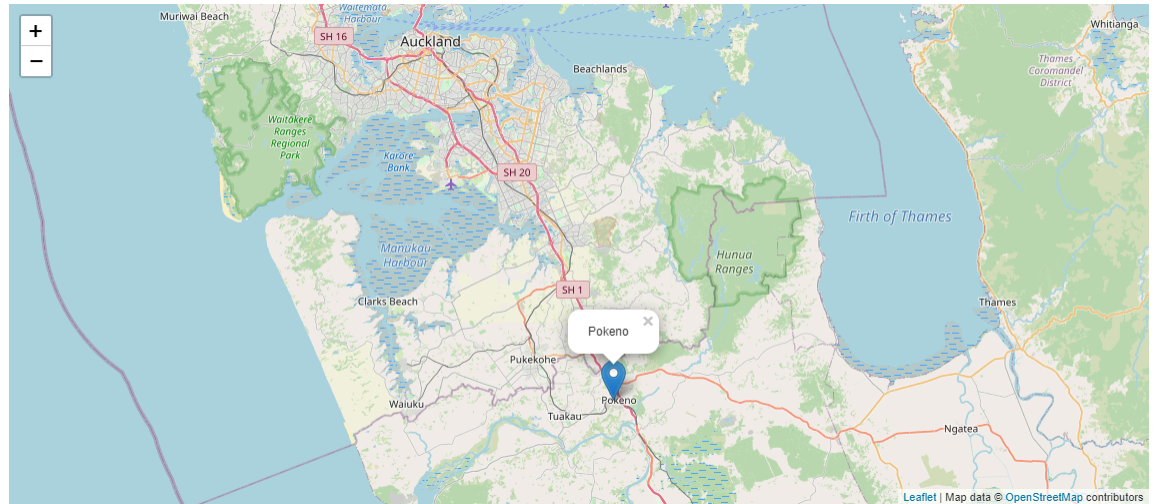 Muriwai Beach
Waitemata
Harbour
Whitianga
+
SH 16
Auckland
−
Beachlands
Thames
Coromandel
District
Waitākere
Ranges
Regional
Park
Karore
Bank
SH 20
Firth of Thames
Manukau
Harbour
Hunua
Ranges
SH 1
Clarks Beach
Thames
Pokeno
×
Pukekohe
Waiuku
Pokeno
Tuakau
Ngatea
Leaflet | Map data © OpenStreetMap contributors